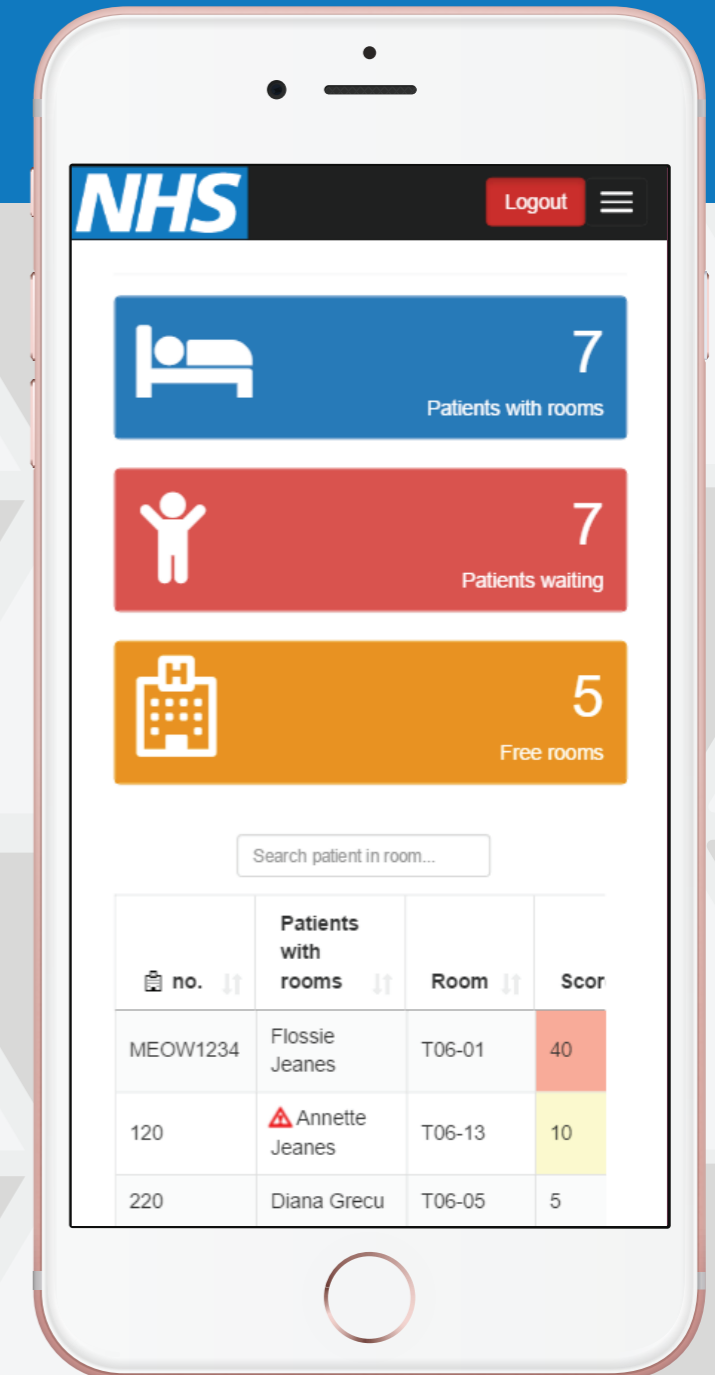 NHS
Logout
7
Patients with rooms
7
Patients waiting
H
5
Free rooms
Search patient in room...
no.
Patients
with
rooms
Room
Scor
MEOW1234
Flossie
Jeanes
T06-01
40
120
Annette
Jeanes
T06-13
10
220
Diana Grecu
T06-05
5